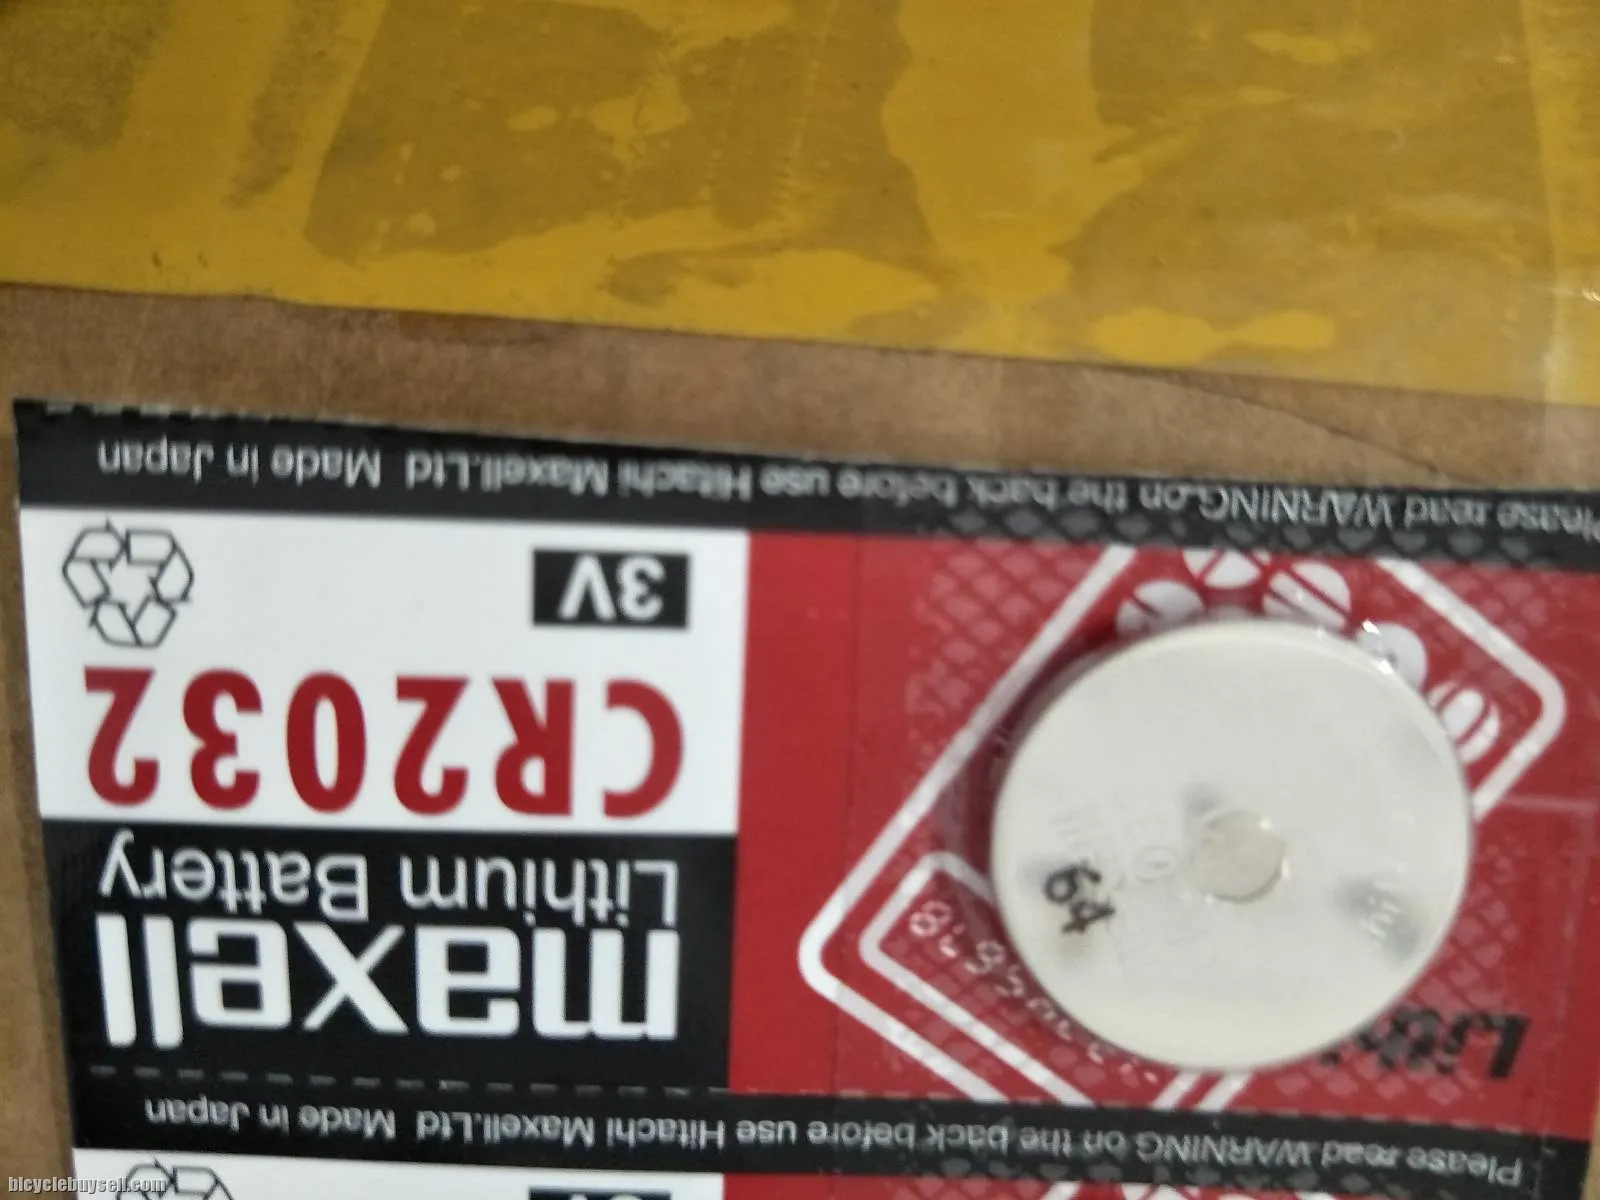 Please read WARNING on the back before use Hitachi Maxell.Ltd Made in Japan
maxell
Lithium Battery
CR2032
3V
Lithi
64
Please read WARNING on the back before use Hitachi Maxell.Ltd Made in Japan
bicyclebuysell.com